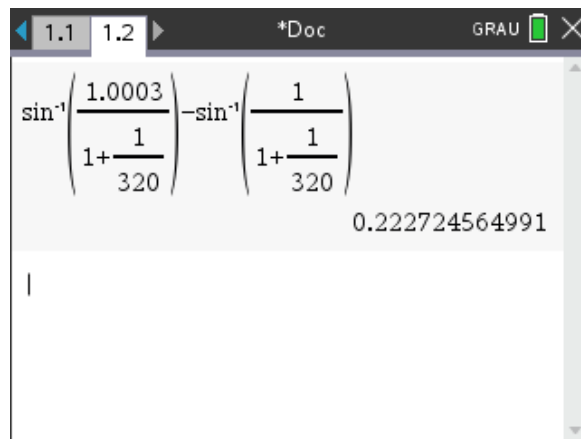 1.1 1.2 *Doc GRAU
sin⁻¹(1.0003/(1+1/320))−sin⁻¹(1/(1+1/320))
0.222724564991